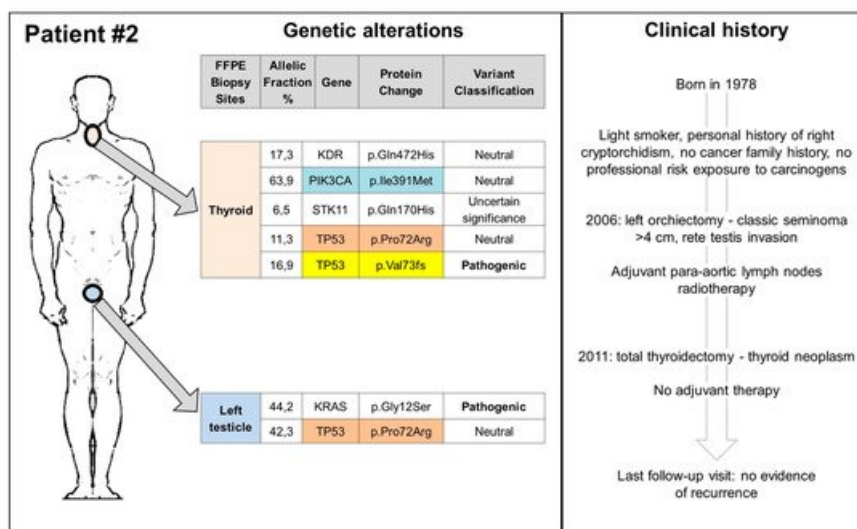 Patient #2
Genetic alterations
FFPE Biopsy Sites Allelic Fraction % Gene Protein Change Variant Classification
Thyroid
17,3 KDR p.Gln472His Neutral
63,9 PIK3CA p.Ile391Met Neutral
6,5 STK11 p.Gln170His Uncertain significance
11,3 TP53 p.Pro72Arg Neutral
16,9 TP53 p.Val73fs Pathogenic
Left testicle
44,2 KRAS p.Gly12Ser Pathogenic
42,3 TP53 p.Pro72Arg Neutral
Clinical history
Born in 1978
Light smoker, personal history of right
cryptorchidism, no cancer family history, no
professional risk exposure to carcinogens
2006: left orchiectomy - classic seminoma
>4 cm, rete testis invasion
Adjuvant para-aortic lymph nodes
radiotherapy
2011: total thyroidectomy - thyroid neoplasm
No adjuvant therapy
Last follow-up visit: no evidence
of recurrence